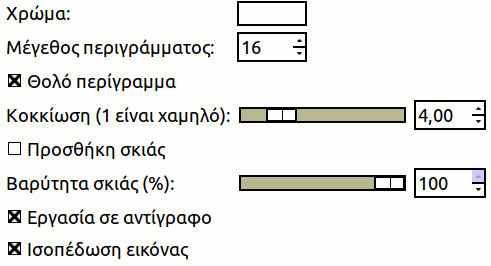 Χρώμα:
Μέγεθος περιγράμματος: 16
Θολό περίγραμμα
Κοκκίωση (1 είναι χαμηλό): 4,00
Προσθήκη σκιάς
Βαρύτητα σκιάς (%): 100
Εργασία σε αντίγραφο
Ισοπέδωση εικόνας